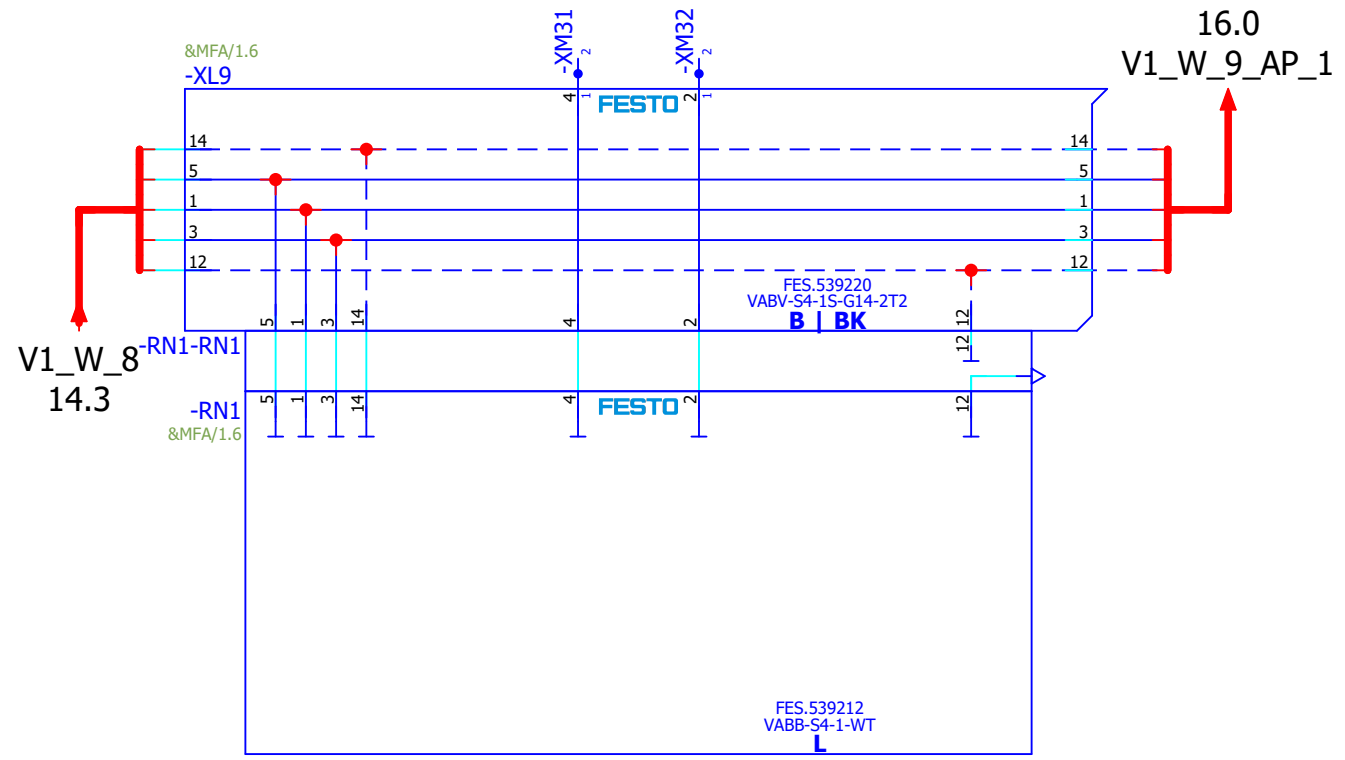 16.0
V1_W_9_AP_1
-XM31
2
-XM32
2
&MFA/1.6
-XL9
4
1
FESTO
2
1
14
14
5
5
1
1
3
3
12
12
FES.539220
VABV-S4-1S-G14-2T2
B | BK
5
1
3
14
4
2
12
-RN1-RN1
12
V1_W_8
14.3
-RN1
&MFA/1.6
5
1
3
14
4
FESTO
2
12
FES.539212
VABB-S4-1-WT
L